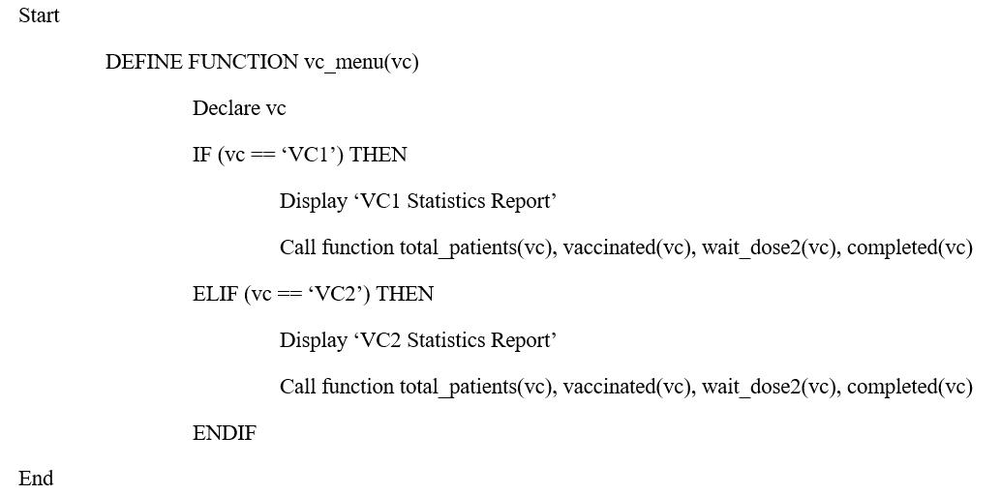 Start
DEFINE FUNCTION vc_menu(vc)
Declare vc
IF (vc == ‘VC1’) THEN
Display ‘VC1 Statistics Report’
Call function total_patients(vc), vaccinated(vc), wait_dose2(vc), completed(vc)
ELIF (vc == ‘VC2’) THEN
Display ‘VC2 Statistics Report’
Call function total_patients(vc), vaccinated(vc), wait_dose2(vc), completed(vc)
ENDIF
End